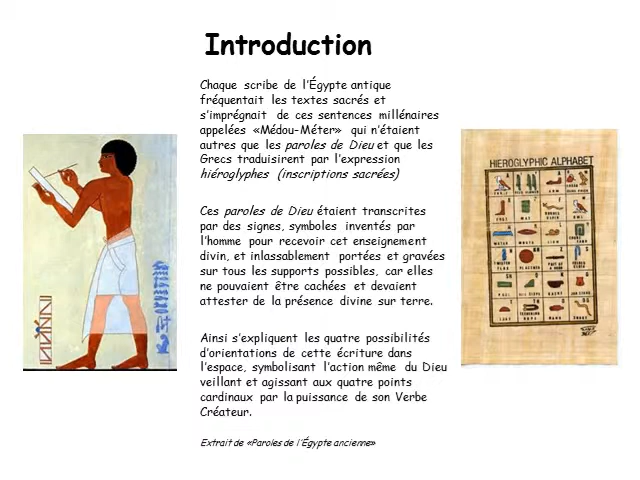 Introduction
Chaque scribe de l'Égypte antique
fréquentait les textes sacrés et
s'imprégnait de ces sentences millénaires
appelées «Médou-Méter» qui n'étaient
autres que les paroles de Dieu et que les
Grecs traduisirent par l'expression
hiéroglyphes (inscriptions sacrées)
Ces paroles de Dieu étaient transcrites
par des signes, symboles inventés par
l'homme pour recevoir cet enseignement
divin, et inlassablement portées et gravées
sur tous les supports possibles, car elles
ne pouvaient être cachées et devaient
attester de la présence divine sur terre.
Ainsi s'expliquent les quatre possibilités
d'orientations de cette écriture dans
l'espace, symbolisant l'action même du Dieu
veillant et agissant aux quatre points
cardinaux par la puissance de son Verbe
Créateur.
Extrait de «Paroles de l'Égypte ancienne»
HIEROGLYPHIC ALPHABET